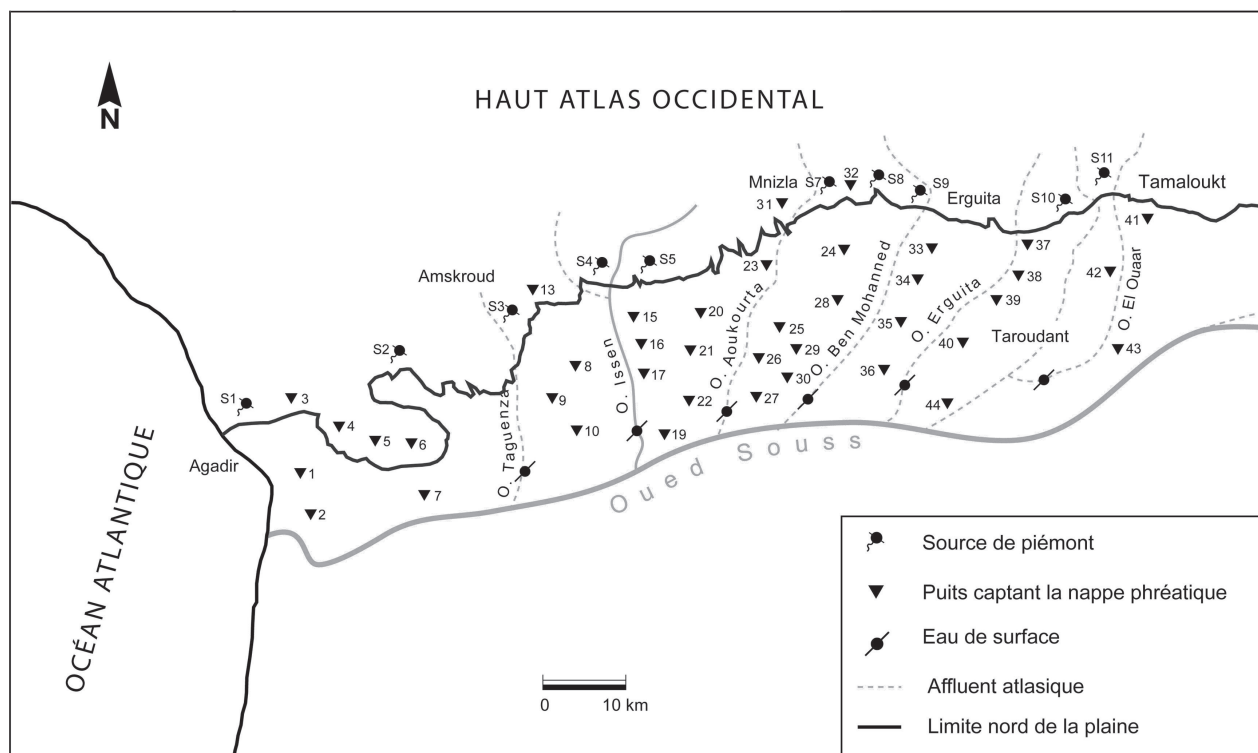 HAUT ATLAS OCCIDENTAL
N
S11
S7
32
S8
Mnizla
S9
Erguita
S10
Tamaloukt
31
41
S4
S5
23
24
33
37
Amskroud
13
34
38
42
S3
28
39
O. El Ouaar
15
20
O. Aoukourta
25
O. Ben Mohanned
35
O. Erguita
Taroudant
S2
16
21
29
40
43
8
O. Issen
17
26
30
36
S1
3
9
22
27
44
4
O. Taguenza
5
6
10
19
Agadir
1
7
2
Oued Souss
OCÉAN ATLANTIQUE
0 10 km
Source de piémont
Puits captant la nappe phréatique
Eau de surface
Affluent atlasique
Limite nord de la plaine